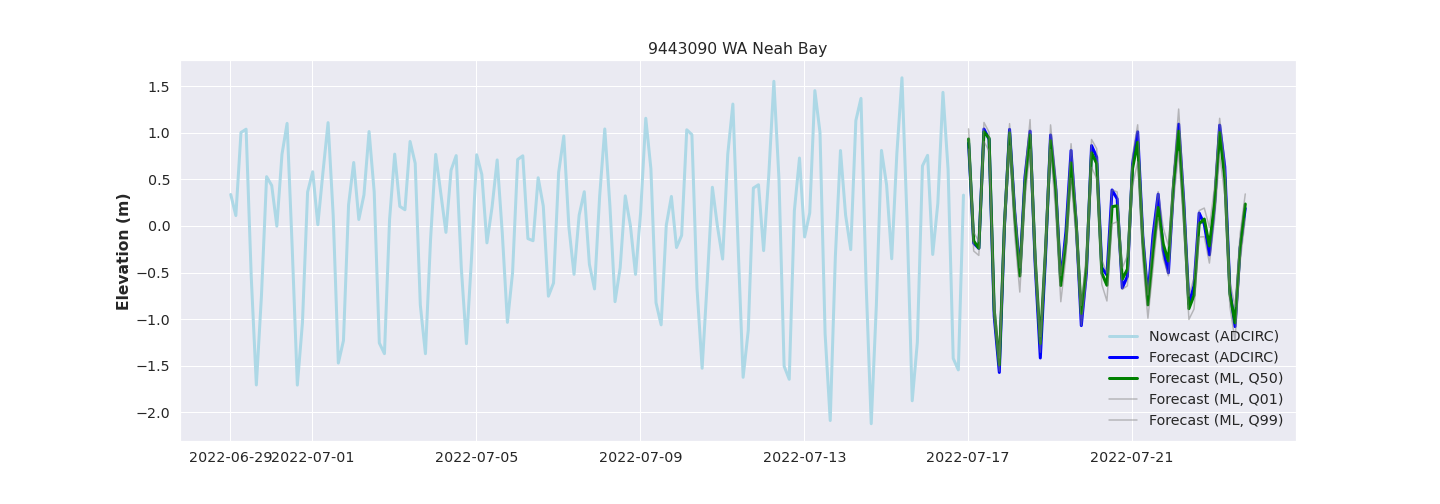 9443090 WA Neah Bay
Elevation (m)
1.5
1.0
0.5
0.0
−0.5
−1.0
−1.5
−2.0
Nowcast (ADCIRC)
Forecast (ADCIRC)
Forecast (ML, Q50)
Forecast (ML, Q01)
Forecast (ML, Q99)
2022-06-29 2022-07-01 2022-07-05 2022-07-09 2022-07-13 2022-07-17 2022-07-21